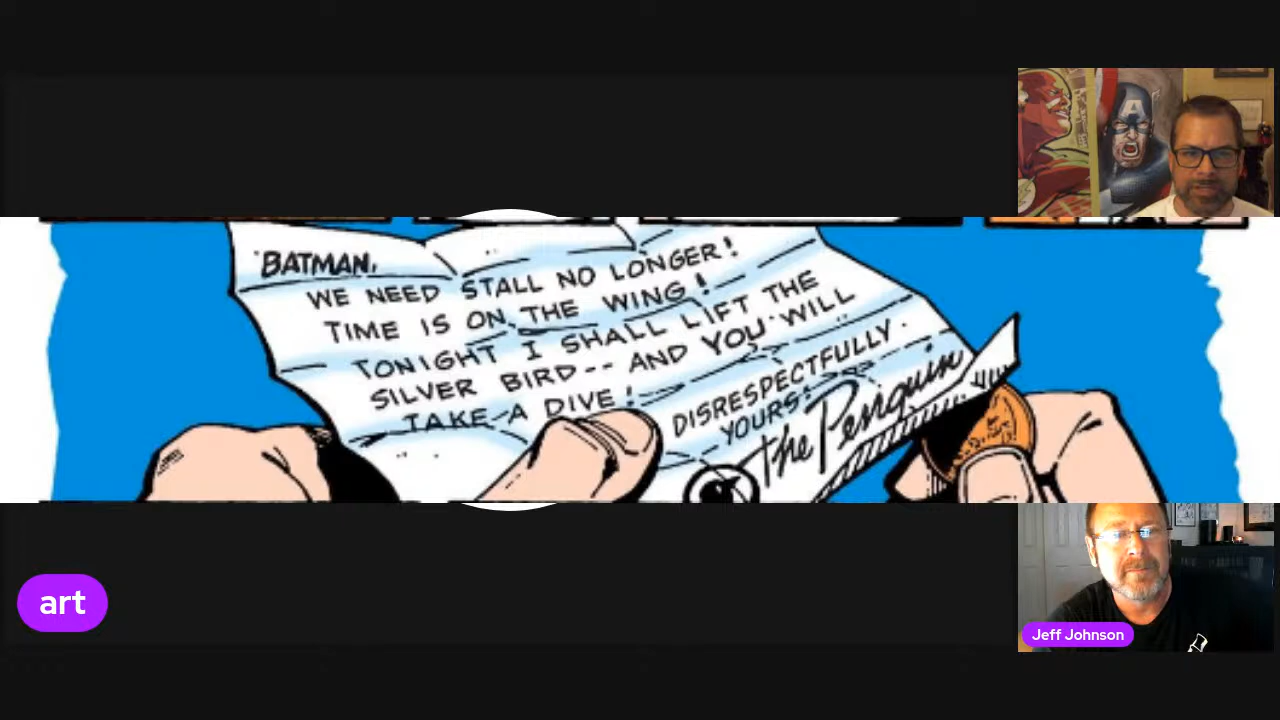 BATMAN,
WE NEED STALL NO LONGER!
TIME IS ON THE WING!
TONIGHT I SHALL LIFT THE
SILVER BIRD -- AND YOU WILL
TAKE A DIVE!
DISRESPECTFULLY
YOURS:
The Penguin
art
Jeff Johnson